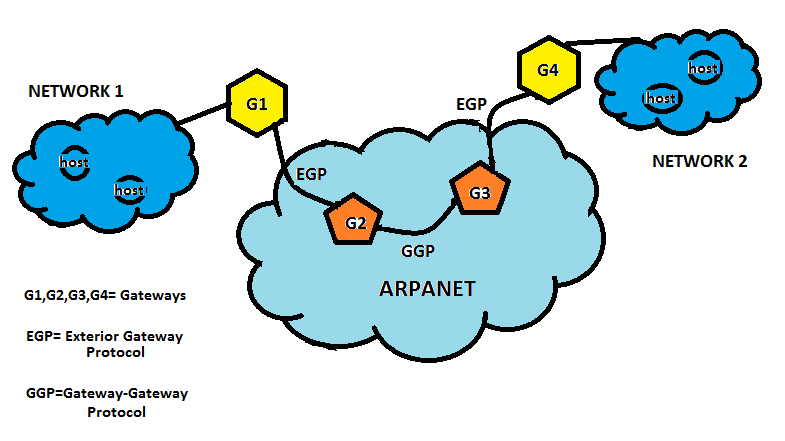 G4
host
host
EGP
NETWORK 1
G1
NETWORK 2
host
host
EGP
G3
G2
GGP
ARPANET
G1,G2,G3,G4= Gateways
EGP= Exterior Gateway
Protocol
GGP=Gateway-Gateway
Protocol